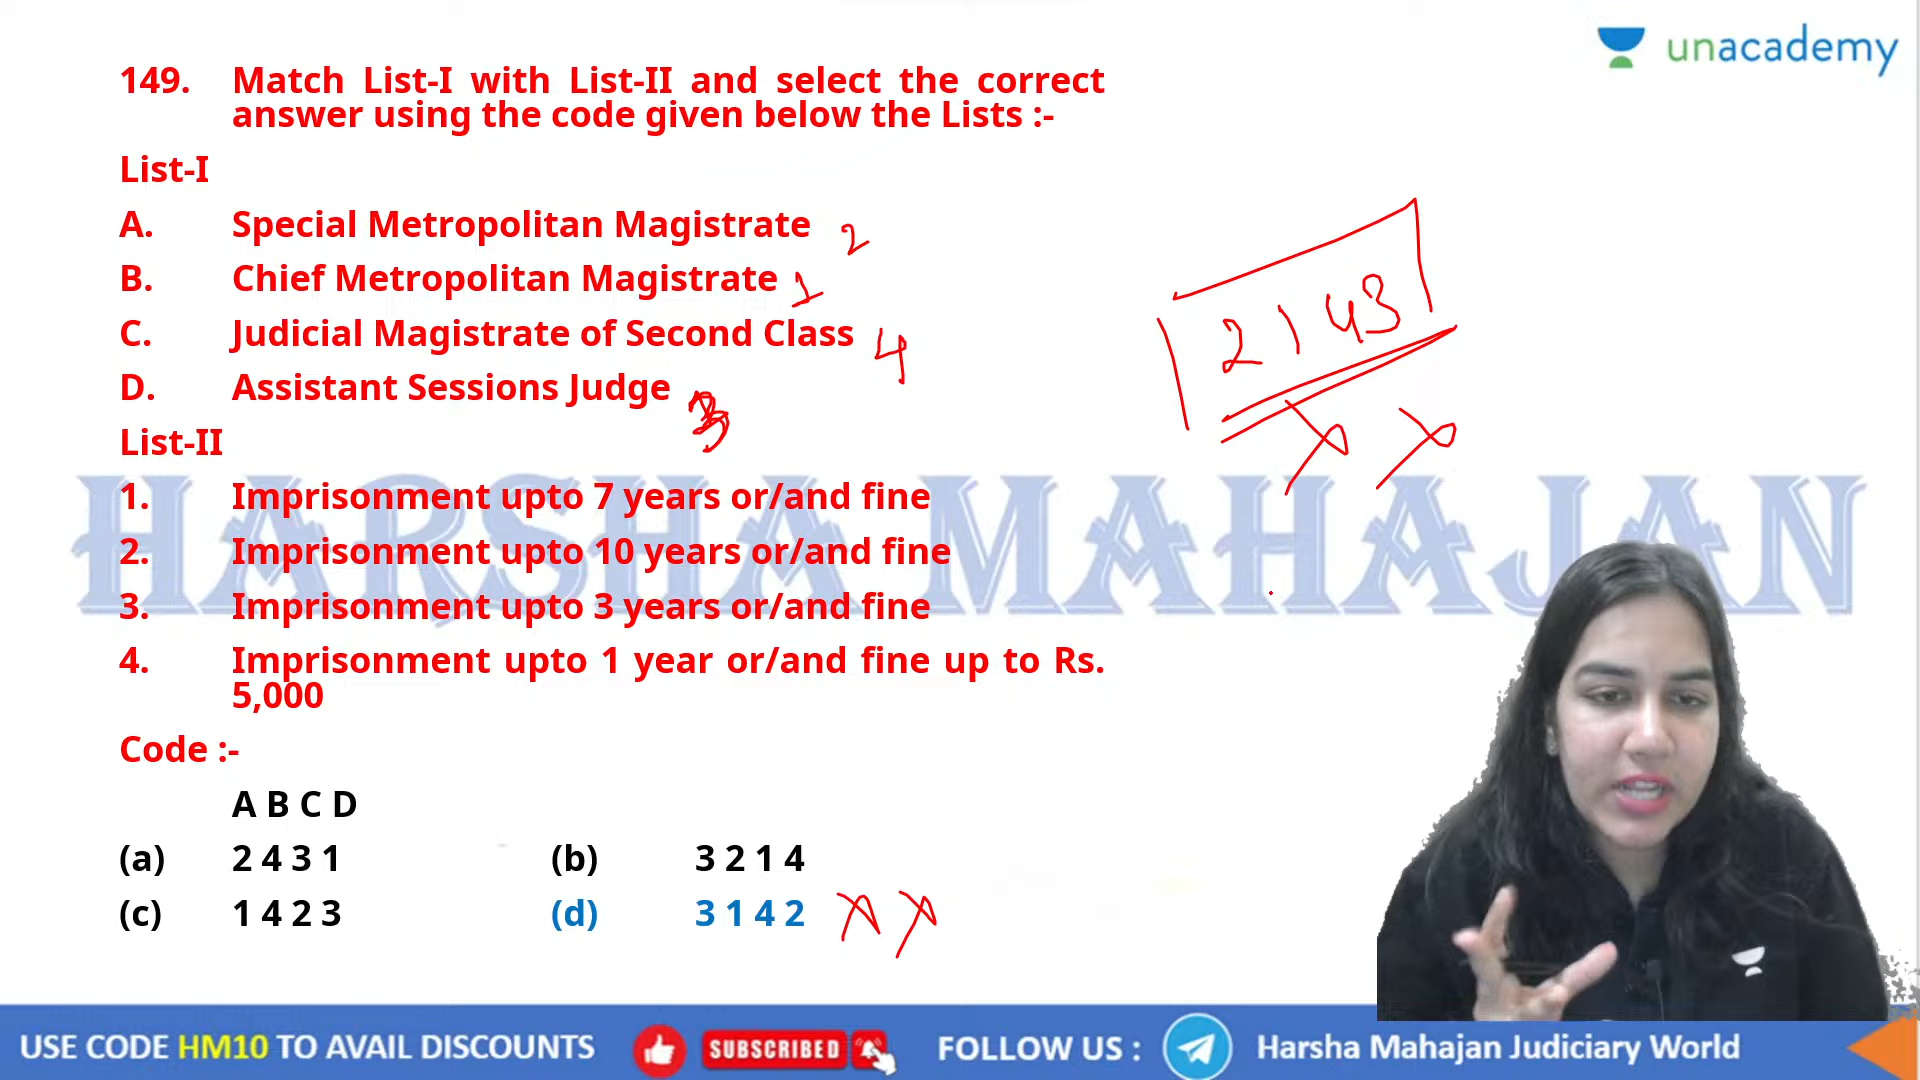 unacademy
149. Match List-I with List-II and select the correct
answer using the code given below the Lists :-
List-I
A. Special Metropolitan Magistrate 2
B. Chief Metropolitan Magistrate 1
C. Judicial Magistrate of Second Class 4
D. Assistant Sessions Judge 3
2143
List-II
HARSHA MAHAJAN
1. Imprisonment upto 7 years or/and fine
2. Imprisonment upto 10 years or/and fine
3. Imprisonment upto 3 years or/and fine
4. Imprisonment upto 1 year or/and fine up to Rs.
5,000
Code :-
A B C D
(a) 2 4 3 1 (b) 3 2 1 4
(c) 1 4 2 3 (d) 3 1 4 2
USE CODE HM10 TO AVAIL DISCOUNTS SUBSCRIBED FOLLOW US : Harsha Mahajan Judiciary World